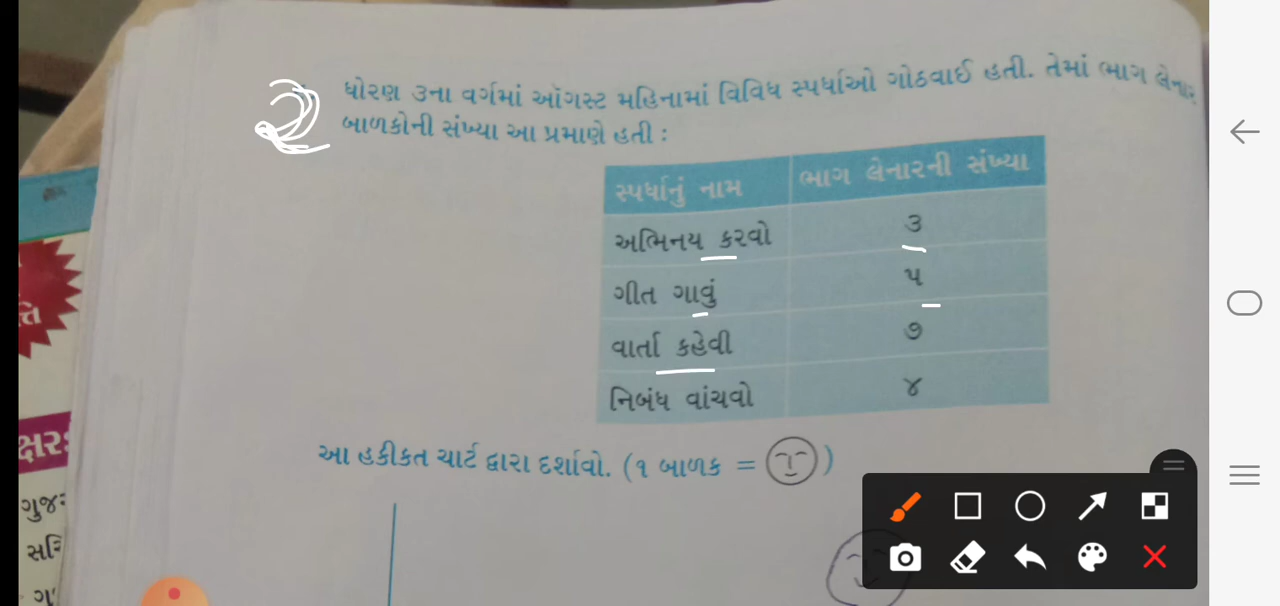 2
ધોરણ ૩ના વર્ગમાં ઑગસ્ટ મહિનામાં વિવિધ સ્પર્ધાઓ ગોઠવાઈ હતી. તેમાં ભાગ લેનાર
બાળકોની સંખ્યા આ પ્રમાણે હતી :
સ્પર્ધાનું નામ ભાગ લેનારની સંખ્યા
અભિનય કરવો ૩
ગીત ગાવું ૫
વાર્તા કહેવી ૭
નિબંધ વાંચવો ૪
આ હકીકત ચાર્ટ દ્વારા દર્શાવો. (૧ બાળક = )